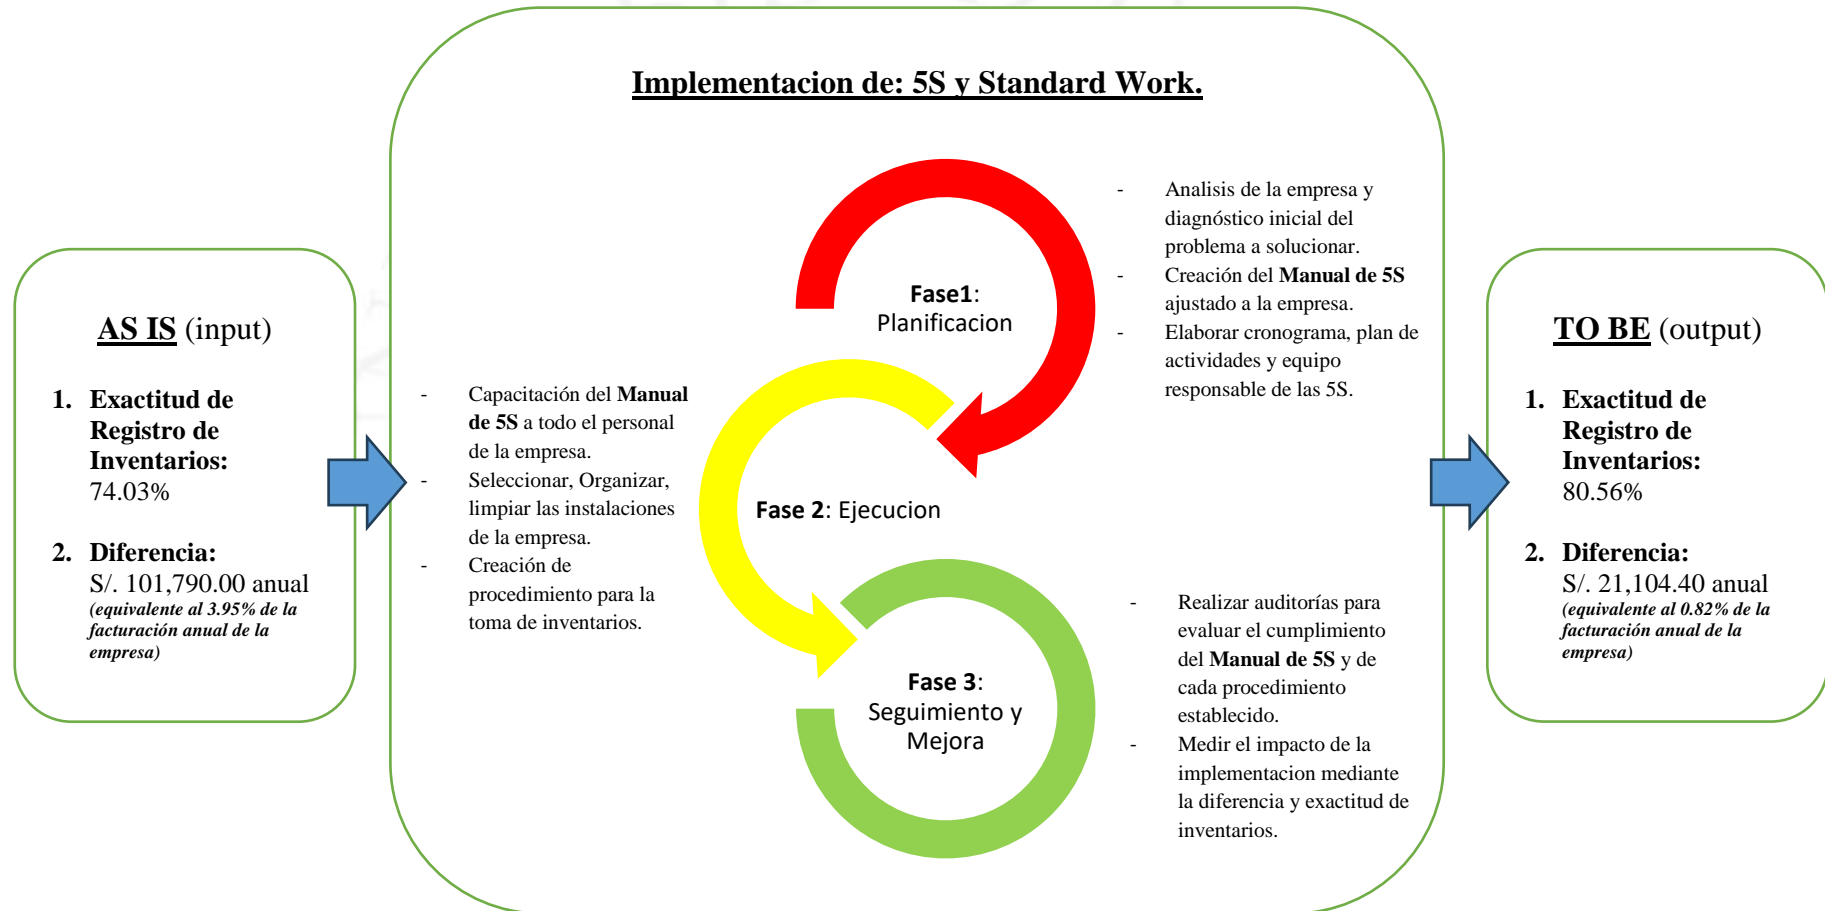 Implementacion de: 5S y Standard Work.
AS IS (input)
1. Exactitud de
Registro de
Inventarios:
74.03%
2. Diferencia:
S/. 101,790.00 anual
(equivalente al 3.95% de la
facturación anual de la
empresa)
Fase1:
Planificacion
- Analisis de la empresa y
diagnóstico inicial del
problema a solucionar.
- Creación del Manual de 5S
ajustado a la empresa.
- Elaborar cronograma, plan de
actividades y equipo
responsable de las 5S.
- Capacitación del Manual
de 5S a todo el personal
de la empresa.
- Seleccionar, Organizar,
limpiar las instalaciones
de la empresa.
- Creación de
procedimiento para la
toma de inventarios.
Fase 2: Ejecucion
Fase 3:
Seguimiento y
Mejora
- Realizar auditorías para
evaluar el cumplimiento
del Manual de 5S y de
cada procedimiento
establecido.
- Medir el impacto de la
implementacion mediante
la diferencia y exactitud de
inventarios.
TO BE (output)
1. Exactitud de
Registro de
Inventarios:
80.56%
2. Diferencia:
S/. 21,104.40 anual
(equivalente al 0.82% de la
facturación anual de la
empresa)